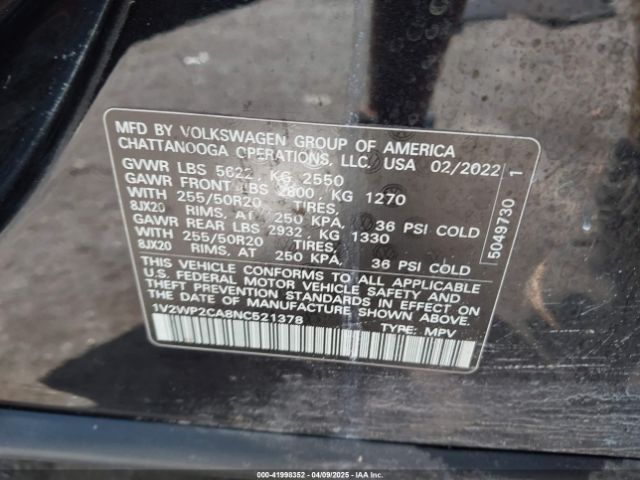 MFD BY VOLKSWAGEN GROUP OF AMERICA
CHATTANOOGA OPERATIONS, LLC, USA 02/2022
GVWR LBS 5622 , KG 2550
GAWR FRONT LBS 2800 , KG 1270
WITH 255/50R20 TIRES,
8JX20 RIMS, AT 250 KPA, 36 PSI COLD
GAWR REAR LBS 2932 , KG 1330
WITH 255/50R20 TIRES,
8JX20 RIMS, AT 250 KPA, 36 PSI COLD
THIS VEHICLE CONFORMS TO ALL APPLICABLE
U.S. FEDERAL MOTOR VEHICLE SAFETY AND
THEFT PREVENTION STANDARDS IN EFFECT ON
THE DATE OF MANUFACTURE SHOWN ABOVE.
1V2WP2CA8NC521378 TYPE: MPV
5049730 1
000-41998352 | 04/09/2025 | copart.com